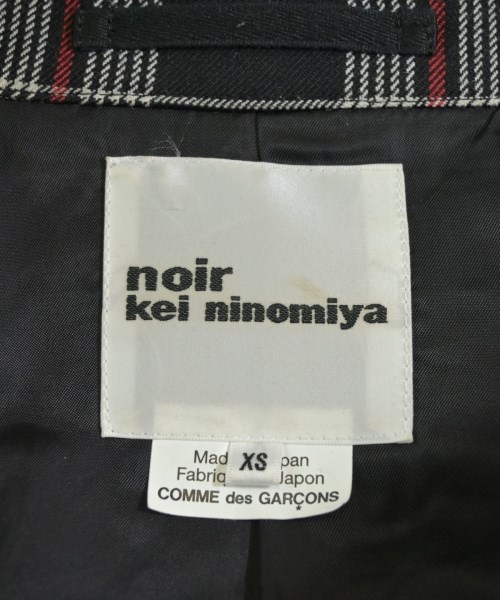 noir
kei ninomiya
XS
Mad pan
Fabriq Japon
COMME des GARÇONS
*